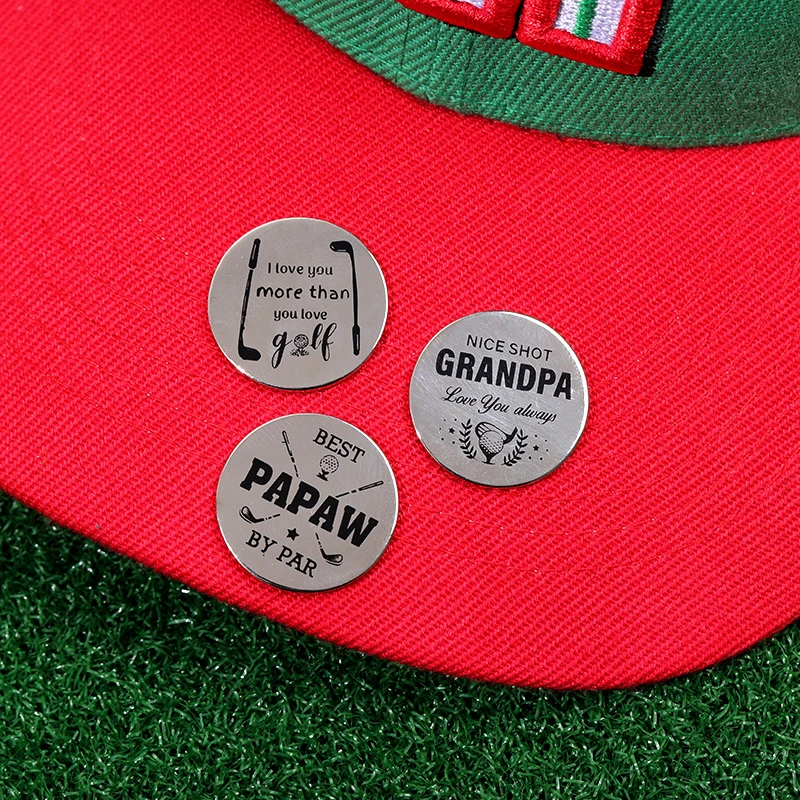 I love you
more than
you love
golf
NICE SHOT
GRANDPA
Love You always
BEST
PAPAW
BY PAR